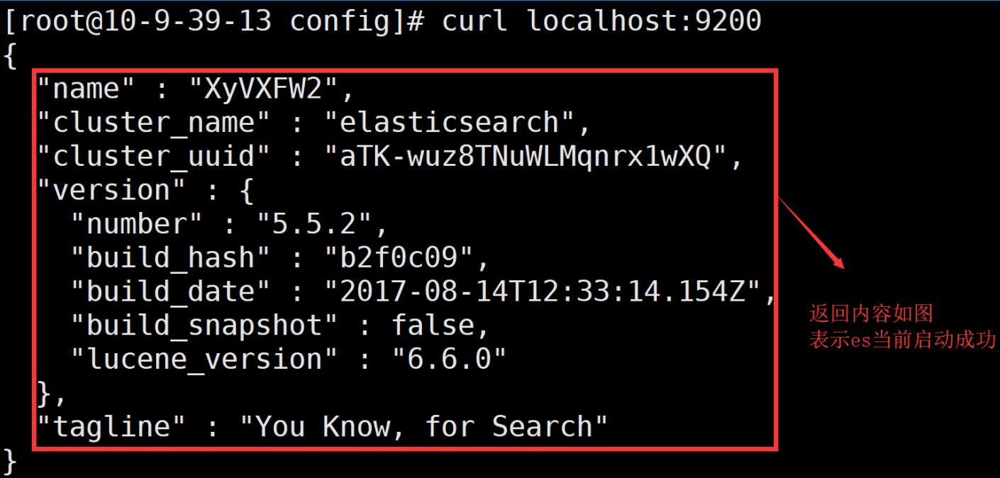 [root@10-9-39-13 config]# curl localhost:9200
{
"name" : "XyVXFW2",
"cluster_name" : "elasticsearch",
"cluster_uuid" : "aTK-wuz8TNuWLMqnrx1wXQ",
"version" : {
"number" : "5.5.2",
"build_hash" : "b2f0c09",
"build_date" : "2017-08-14T12:33:14.154Z",
"build_snapshot" : false,
"lucene_version" : "6.6.0"
},
"tagline" : "You Know, for Search"
}
返回内容如图
表示es当前启动成功